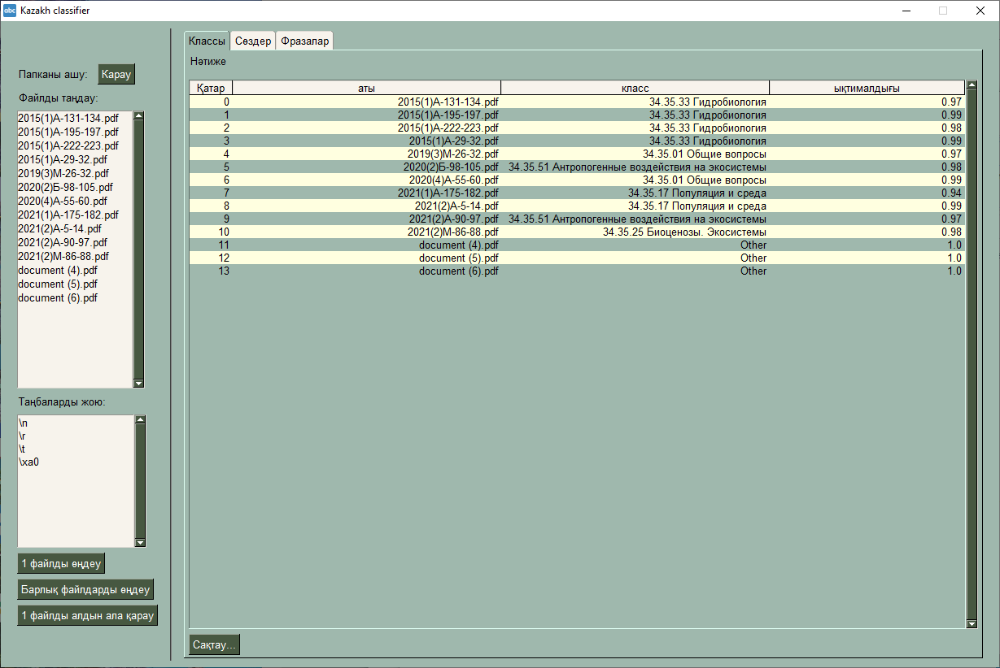 abc Kazakh classifier
Папканы ашу: Қарау
Файлды таңдау:
2015(1)А-131-134.pdf
2015(1)А-195-197.pdf
2015(1)А-222-223.pdf
2015(1)А-29-32.pdf
2019(3)М-26-32.pdf
2020(2)Б-98-105.pdf
2020(4)А-55-60.pdf
2021(1)А-175-182.pdf
2021(2)А-5-14.pdf
2021(2)А-90-97.pdf
2021(2)М-86-88.pdf
document (4).pdf
document (5).pdf
document (6).pdf
Таңбаларды жою:
\n
\r
\t
\xa0
1 файлды өңдеу
Барлық файлдарды өңдеу
1 файлды алдын ала қарау
Классы Сөздер Фразалар
Нәтиже
Қатар аты класс ықтималдығы
0 2015(1)А-131-134.pdf 34.35.33 Гидробиология 0.97
1 2015(1)А-195-197.pdf 34.35.33 Гидробиология 0.99
2 2015(1)А-222-223.pdf 34.35.33 Гидробиология 0.98
3 2015(1)А-29-32.pdf 34.35.33 Гидробиология 0.99
4 2019(3)М-26-32.pdf 34.35.01 Общие вопросы 0.97
5 2020(2)Б-98-105.pdf 34.35.51 Антропогенные воздействия на экосистемы 0.98
6 2020(4)А-55-60.pdf 34.35.01 Общие вопросы 0.99
7 2021(1)А-175-182.pdf 34.35.17 Популяция и среда 0.94
8 2021(2)А-5-14.pdf 34.35.17 Популяция и среда 0.99
9 2021(2)А-90-97.pdf 34.35.51 Антропогенные воздействия на экосистемы 0.97
10 2021(2)М-86-88.pdf 34.35.25 Биоценозы. Экосистемы 0.98
11 document (4).pdf Other 1.0
12 document (5).pdf Other 1.0
13 document (6).pdf Other 1.0
Сақтау...